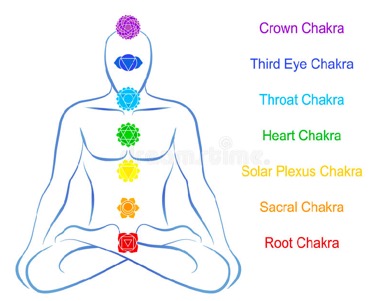 Crown Chakra
Third Eye Chakra
Throat Chakra
Heart Chakra
Solar Plexus Chakra
Sacral Chakra
Root Chakra